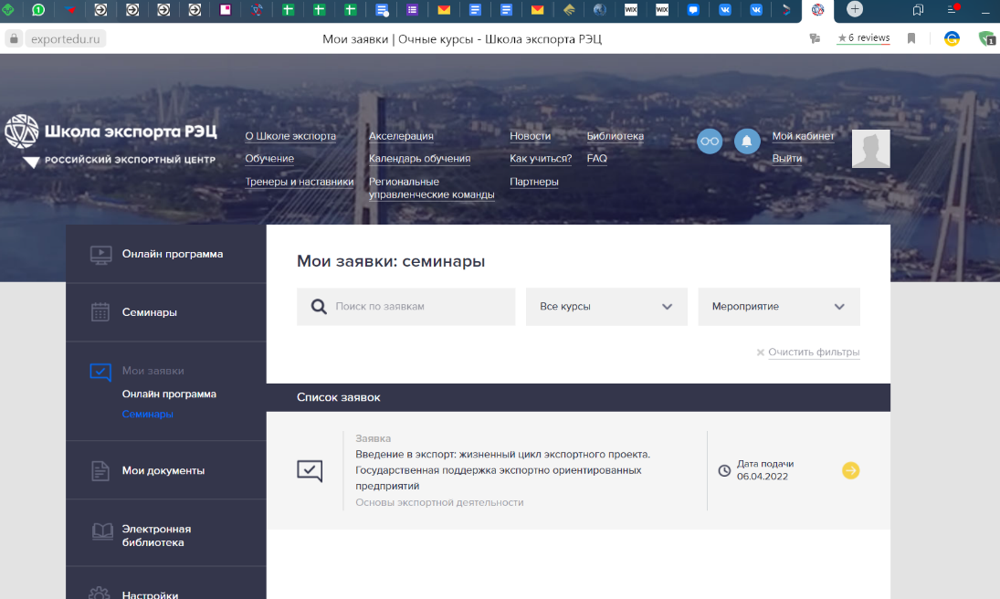 1
WIX
WIX
exportedu.ru
Мои заявки | Очные курсы - Школа экспорта РЭЦ
★ 6 reviews
1
Школа экспорта РЭЦ
РОССИЙСКИЙ ЭКСПОРТНЫЙ ЦЕНТР
О Школе экспорта
Обучение
Тренеры и наставники
Акселерация
Календарь обучения
Региональные
управленческие команды
Новости
Как учиться?
Партнеры
Библиотека
FAQ
Мой кабинет
Выйти
Онлайн программа
Семинары
Мои заявки
Онлайн программа
Семинары
Мои документы
Электронная
библиотека
Настройки
Мои заявки: семинары
Поиск по заявкам
Все курсы
Мероприятие
Очистить фильтры
Список заявок
Заявка
Введение в экспорт: жизненный цикл экспортного проекта.
Государственная поддержка экспортно ориентированных
предприятий
Основы экспортной деятельности
Дата подачи
06.04.2022